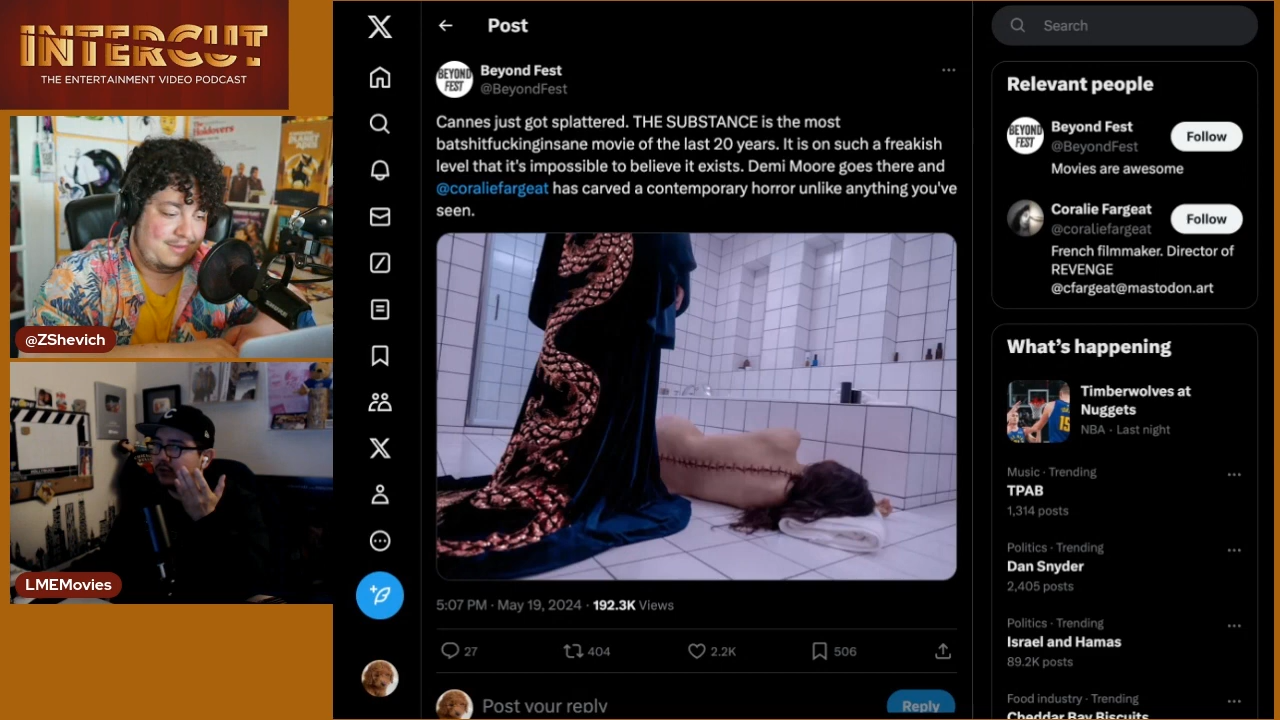 INTERCUT
THE ENTERTAINMENT VIDEO PODCAST
The Holdovers
@ZShevich
LMEMovies
Post
BEYOND
FEST
Beyond Fest
@BeyondFest
Cannes just got splattered. THE SUBSTANCE is the most
batshitfuckinginsane movie of the last 20 years. It is on such a freakish
level that it's impossible to believe it exists. Demi Moore goes there and
@coraliefargeat has carved a contemporary horror unlike anything you've
seen.
5:07 PM · May 19, 2024 · 192.3K Views
27
404
2.2K
506
Post your reply
Reply
Search
Relevant people
BEYOND
FEST
Beyond Fest
@BeyondFest
Follow
Movies are awesome
Coralie Fargeat
@coraliefargeat
Follow
French filmmaker. Director of
REVENGE
@cfargeat@mastodon.art
What's happening
Timberwolves at
Nuggets
NBA · Last night
Music · Trending
TPAB
1,314 posts
Politics · Trending
Dan Snyder
2,405 posts
Politics · Trending
Israel and Hamas
89.2K posts
Food industry · Trending
Cheddar Bay Biscuits